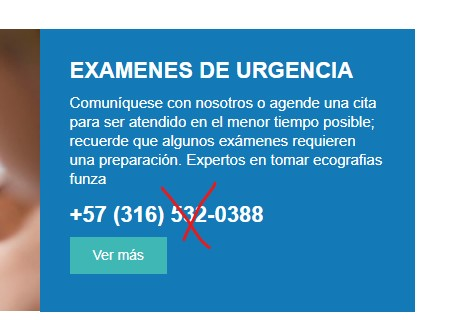 EXAMENES DE URGENCIA
Comuníquese con nosotros o agende una cita
para ser atendido en el menor tiempo posible;
recuerde que algunos exámenes requieren
una preparación. Expertos en tomar ecografias
funza
+57 (316) 532-0388
Ver más